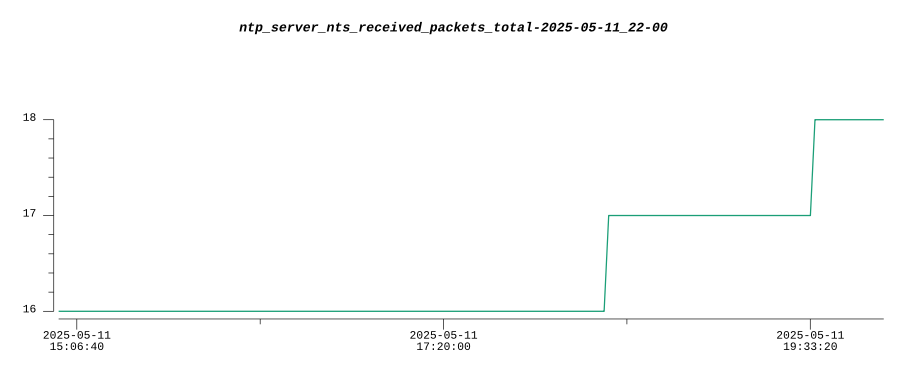 ntp_server_nts_received_packets_total-2025-05-11_22-00
18
17
16
2025-05-11 2025-05-11 2025-05-11
15:06:40 17:20:00 19:33:20